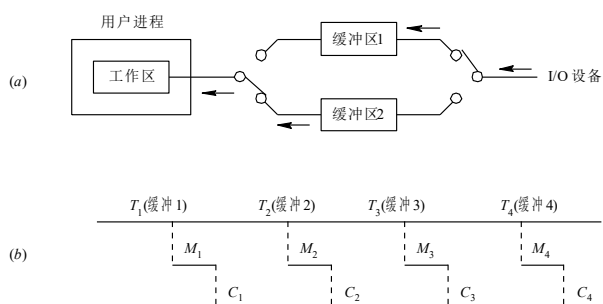 用户进程
(a)
工作区
缓冲区1
缓冲区2
I/O 设备
T1(缓冲1) T2(缓冲2) T3(缓冲3) T4(缓冲4)
(b)
M1 M2 M3 M4
C1 C2 C3 C4